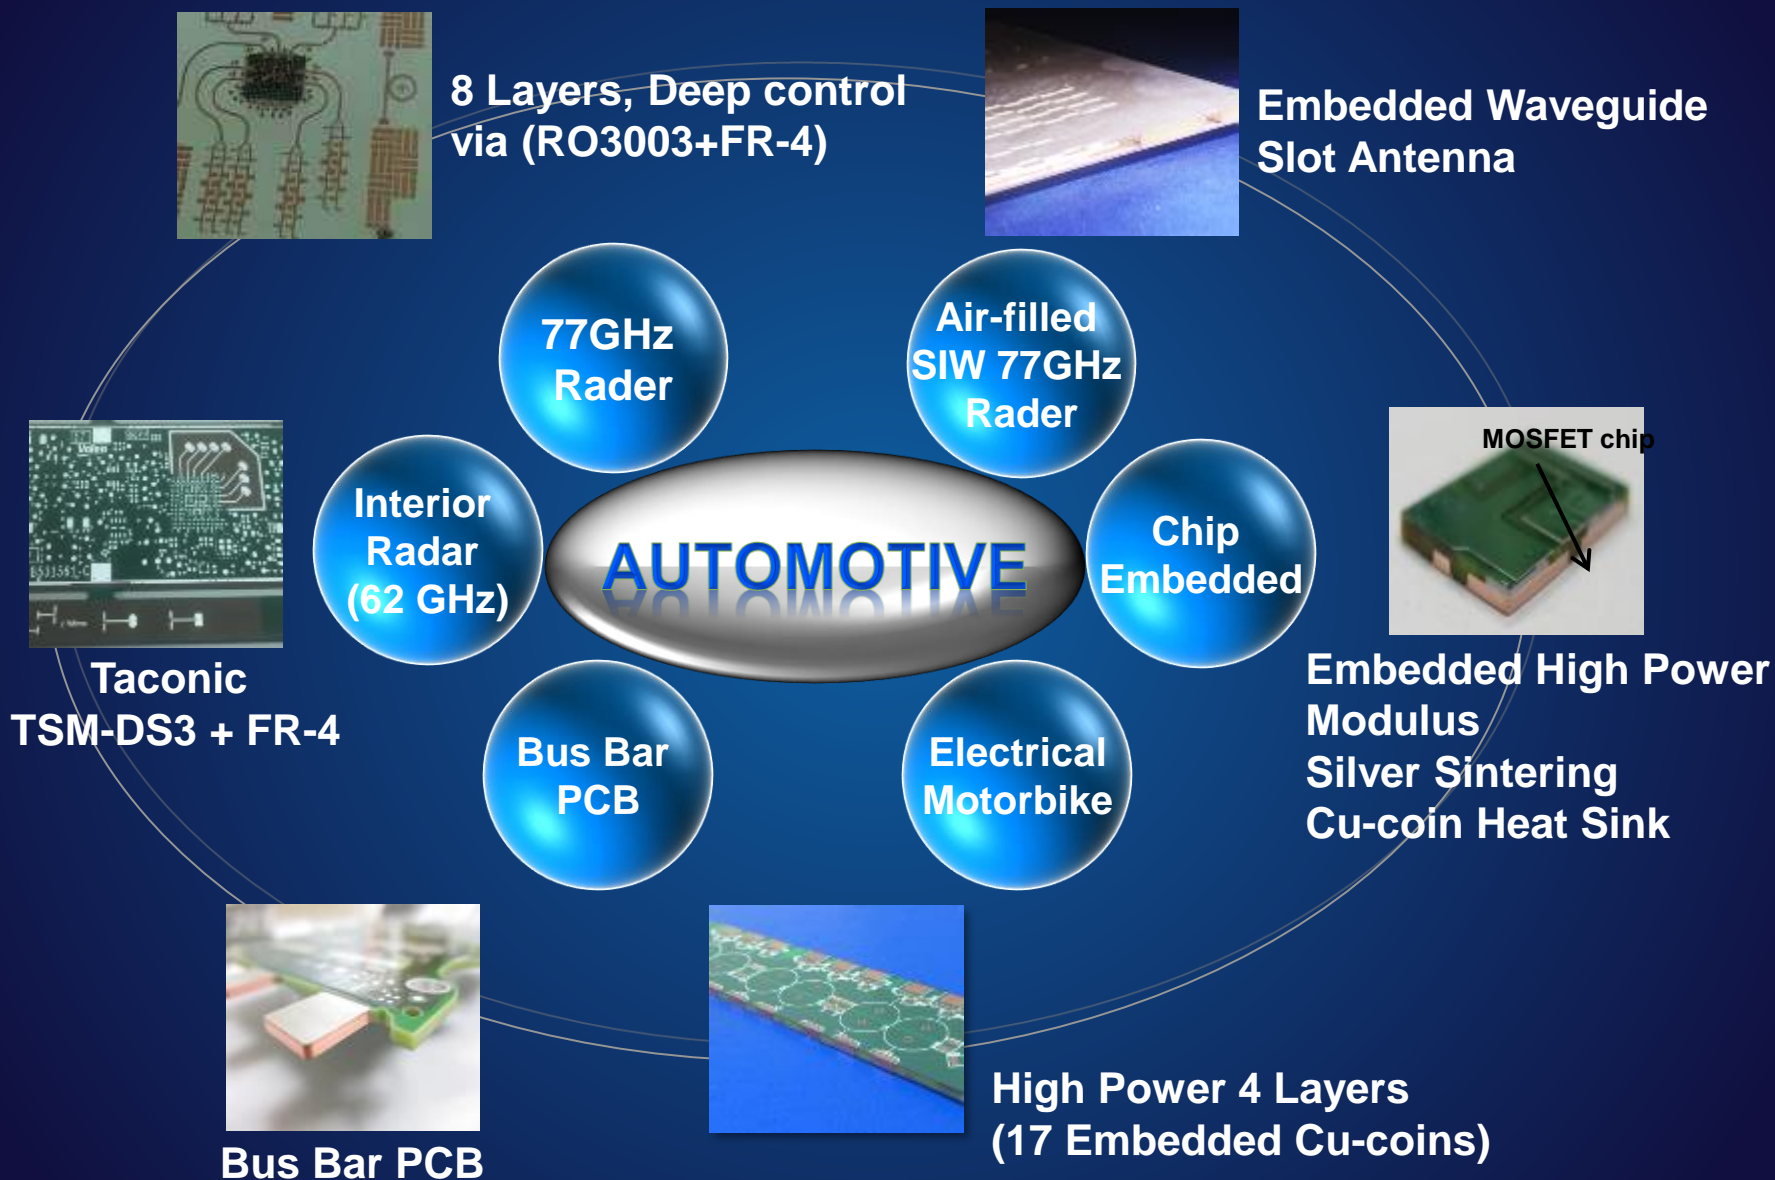 8 Layers, Deep control
via (RO3003+FR-4)
Embedded Waveguide
Slot Antenna
77GHz
Rader
Air-filled
SIW 77GHz
Rader
MOSFET chip
Interior
Radar
(62 GHz)
AUTOMOTIVE
Chip
Embedded
Taconic
TSM-DS3 + FR-4
Embedded High Power
Modulus
Silver Sintering
Cu-coin Heat Sink
Bus Bar
PCB
Electrical
Motorbike
Bus Bar PCB
High Power 4 Layers
(17 Embedded Cu-coins)